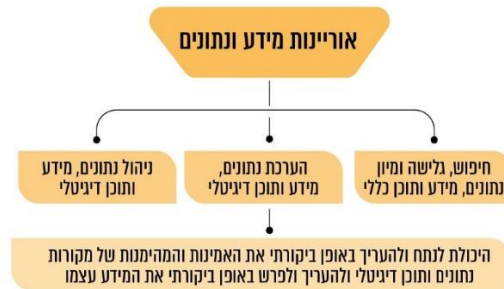 אוריינות מידע ונתונים
חיפוש, גלישה ומיון
נתונים, מידע ותוכן כללי
הערכת נתונים,
מידע ותוכן דיגיטלי
ניהול נתונים, מידע
ותוכן דיגיטלי
היכולת לנתח ולהעריך באופן ביקורתי את האמינות והמהימנות של מקורות
נתונים ותוכן דיגיטלי ולהעריך ולפרש באופן ביקורתי את המידע עצמו